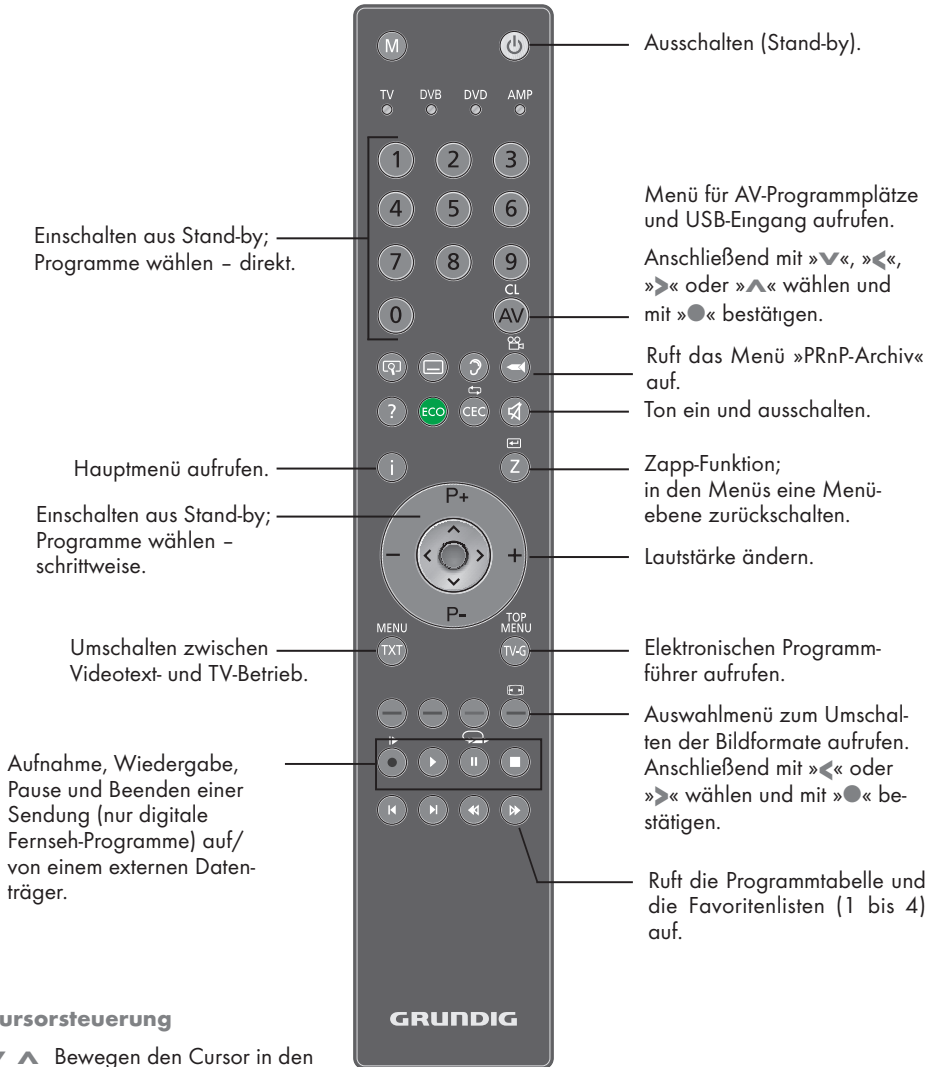 Ausschalten (Stand-by).
M
TV DVB DVD AMP
1 2 3
4 5 6
7 8 9
CL
0 AV
Einschalten aus Stand-by;
Programme wählen – direkt.
Menü für AV-Programmplätze
und USB-Eingang aufrufen.
Anschließend mit »∨«, »<«,
»>« oder »∧« wählen und
mit »●« bestätigen.
Ruft das Menü »PRnP-Archiv«
auf.
? ECO CEC
Ton ein und ausschalten.
Hauptmenü aufrufen.
i Z
Zapp-Funktion;
in den Menüs eine Menü-
ebene zurückschalten.
Einschalten aus Stand-by;
Programme wählen –
schrittweise.
P+
– +
P-
Lautstärke ändern.
Umschalten zwischen
Videotext- und TV-Betrieb.
MENU
TXT
TOP
MENU
TV-G
Elektronischen Programm-
führer aufrufen.
Auswahlmenü zum Umschal-
ten der Bildformate aufrufen.
Anschließend mit »<« oder
»>« wählen und mit »●« be-
stätigen.
Aufnahme, Wiedergabe,
Pause und Beenden einer
Sendung (nur digitale
Fernseh-Programme) auf/
von einem externen Daten-
träger.
Ruft die Programmtabelle und
die Favoritenlisten (1 bis 4)
auf.
GRUNDIG
ursorsteuerung
∨ ∧ Bewegen den Cursor in den